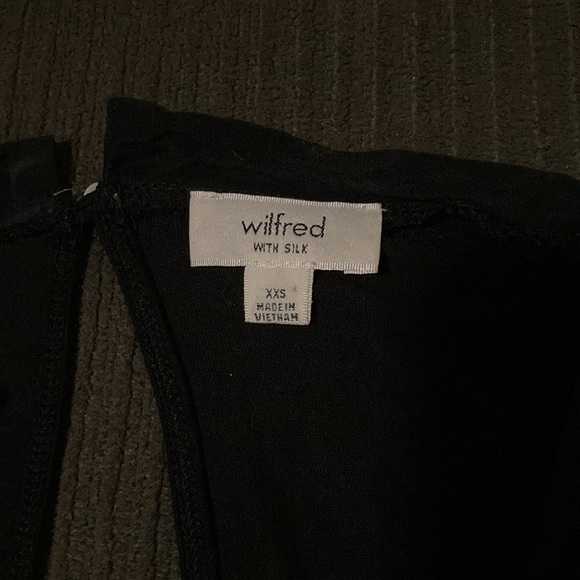 wilfred
WITH SILK
XXS
MADE IN
VIETNAM